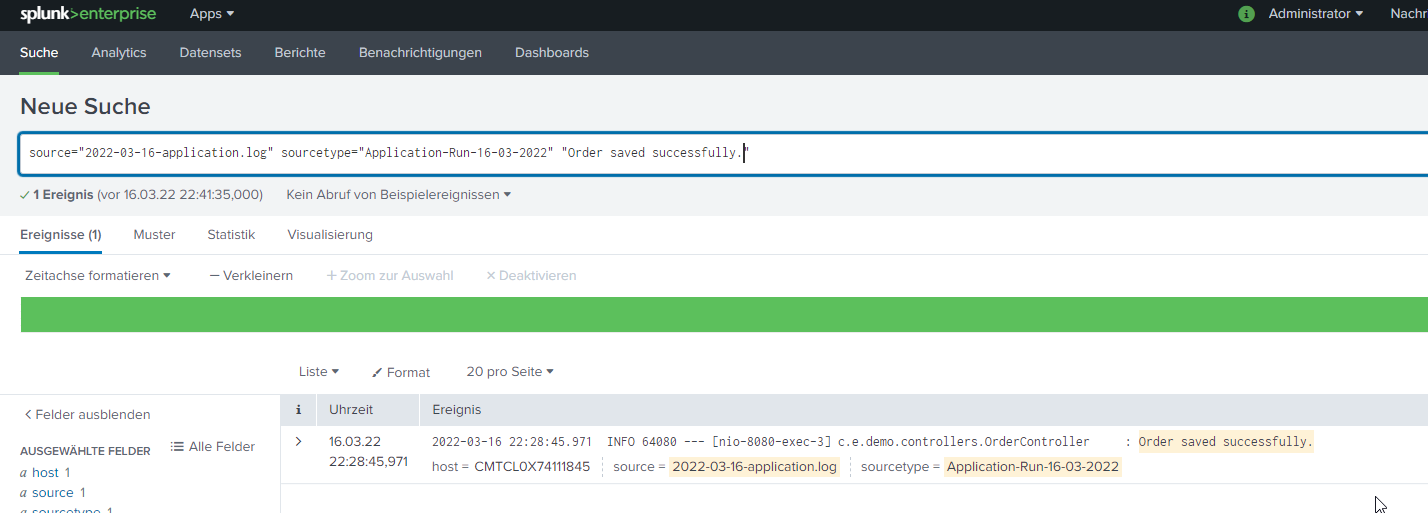 splunk>enterprise Apps Administrator Nachr
Suche Analytics Datensets Berichte Benachrichtigungen Dashboards
Neue Suche
source="2022-03-16-application.log" sourcetype="Application-Run-16-03-2022" "Order saved successfully."
1 Ereignis (vor 16.03.22 22:41:35,000) Kein Abruf von Beispielereignissen
Ereignisse (1) Muster Statistik Visualisierung
Zeitachse formatieren — Verkleinern + Zoom zur Auswahl × Deaktivieren
Liste Format 20 pro Seite
< Felder ausblenden i Uhrzeit Ereignis
AUSGEWÄHLTE FELDER Alle Felder
a host 1
a source 1
a sourcetype 1
> 16.03.22 2022-03-16 22:28:45.971 INFO 64080 --- [nio-8080-exec-3] c.e.demo.controllers.OrderController : Order saved successfully.
22:28:45,971 host = CMTCL0X74111845 source = 2022-03-16-application.log sourcetype = Application-Run-16-03-2022